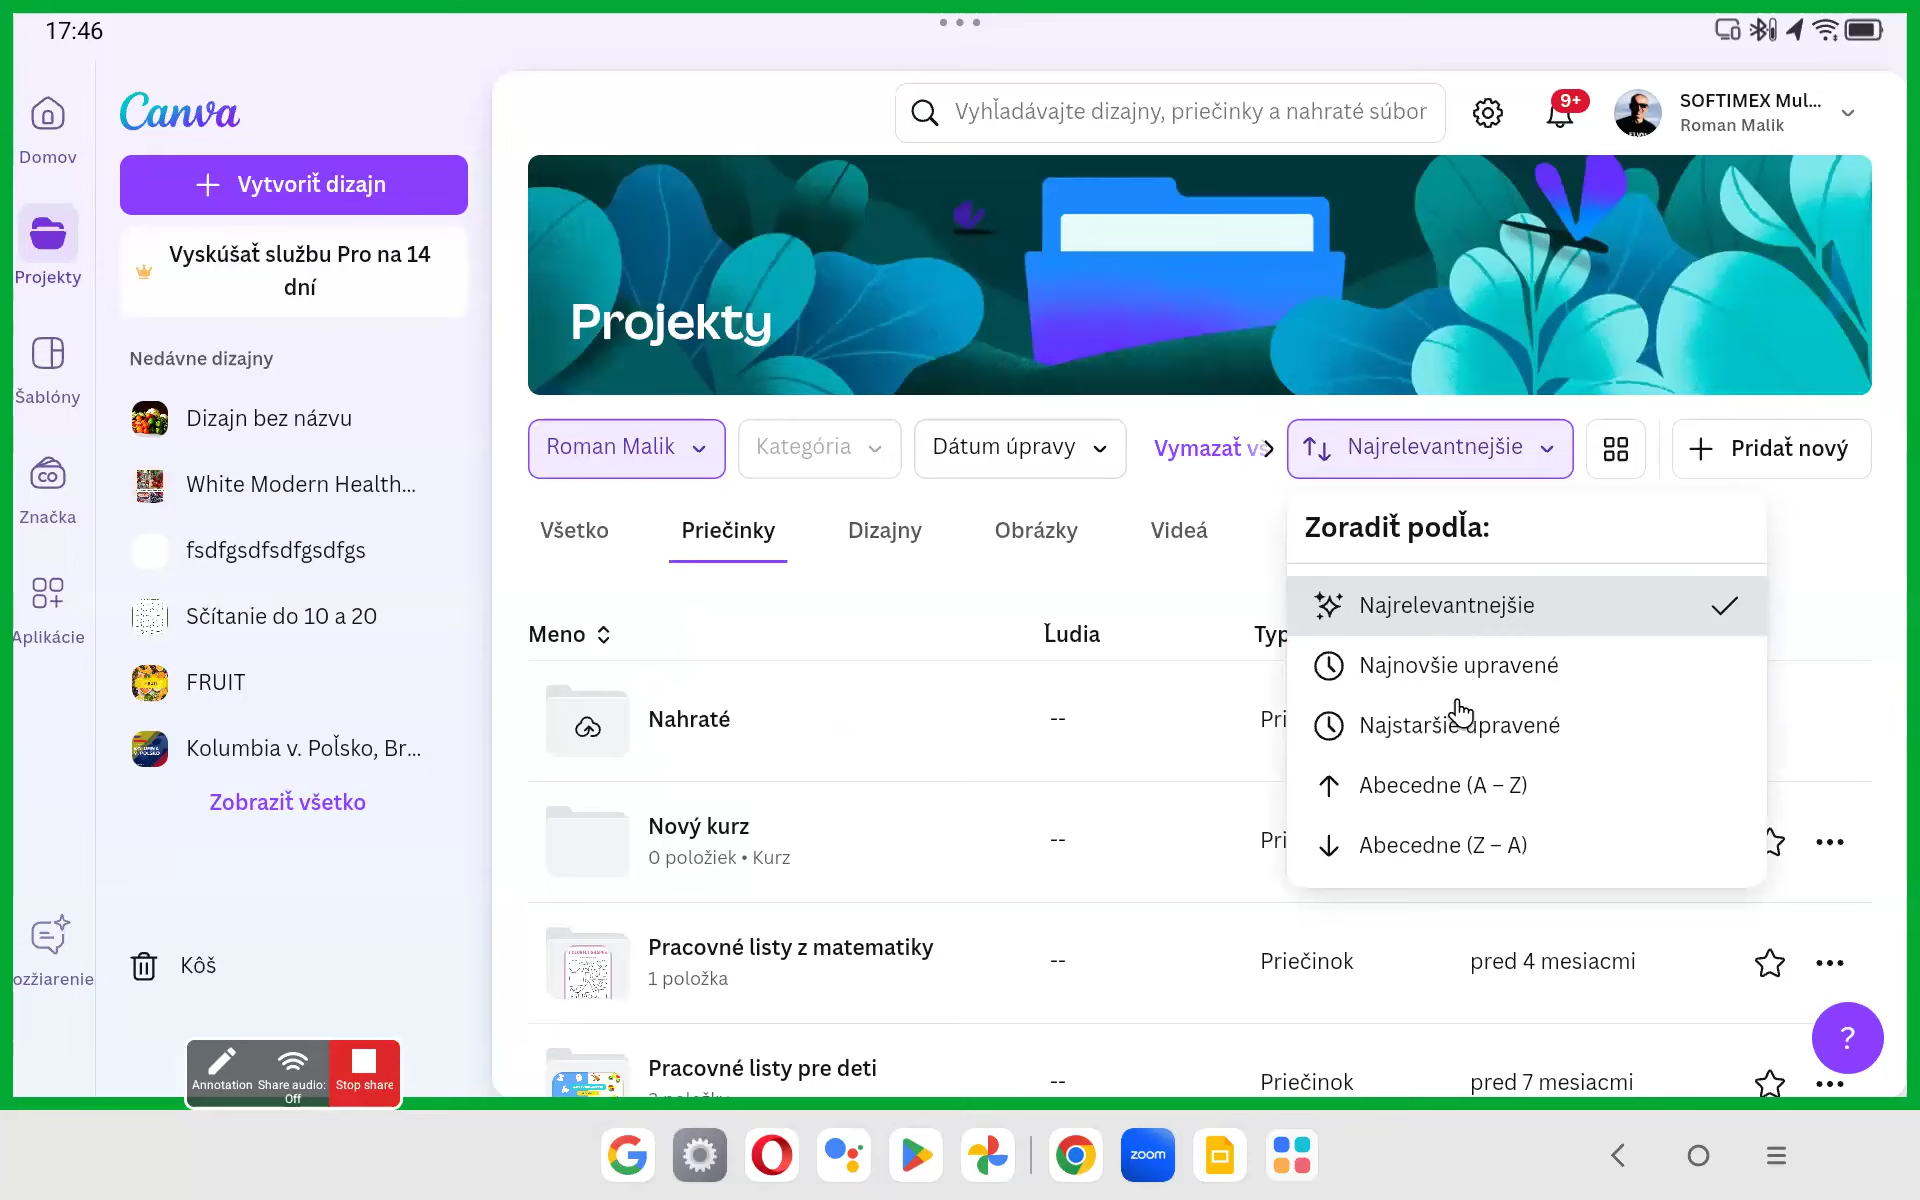 17:46
Domov
Projekty
Šablóny
Značka
Aplikácie
ozžiarenie
Canva
Vytvoriť dizajn
Vyskúšať službu Pro na 14
dní
Nedávne dizajny
Dizajn bez názvu
White Modern Health...
fsdfgsdfsdfgsdfgs
Sčítanie do 10 a 20
FRUIT
Kolumbia v. Poľsko, Br...
Zobraziť všetko
Kôš
Annotation
Share audio:
Off
Stop share
Vyhľadávajte dizajny, priečinky a nahraté súbor
9+
SOFTIMEX Mul...
Roman Malik
Projekty
Roman Malik
Kategória
Dátum úpravy
Vymazať vš
Najrelevantnejšie
Pridať nový
Všetko
Priečinky
Dizajny
Obrázky
Videá
Zoradiť podľa:
Najrelevantnejšie
Najnovšie upravené
Najstaršie upravené
Abecedne (A – Z)
Abecedne (Z – A)
Meno
Ľudia
Typ
Nahraté
--
Pri
Nový kurz
0 položiek • Kurz
--
Pri
Pracovné listy z matematiky
1 položka
--
Priečinok
pred 4 mesiacmi
Pracovné listy pre deti
--
Priečinok
pred 7 mesiacmi
?
zoom